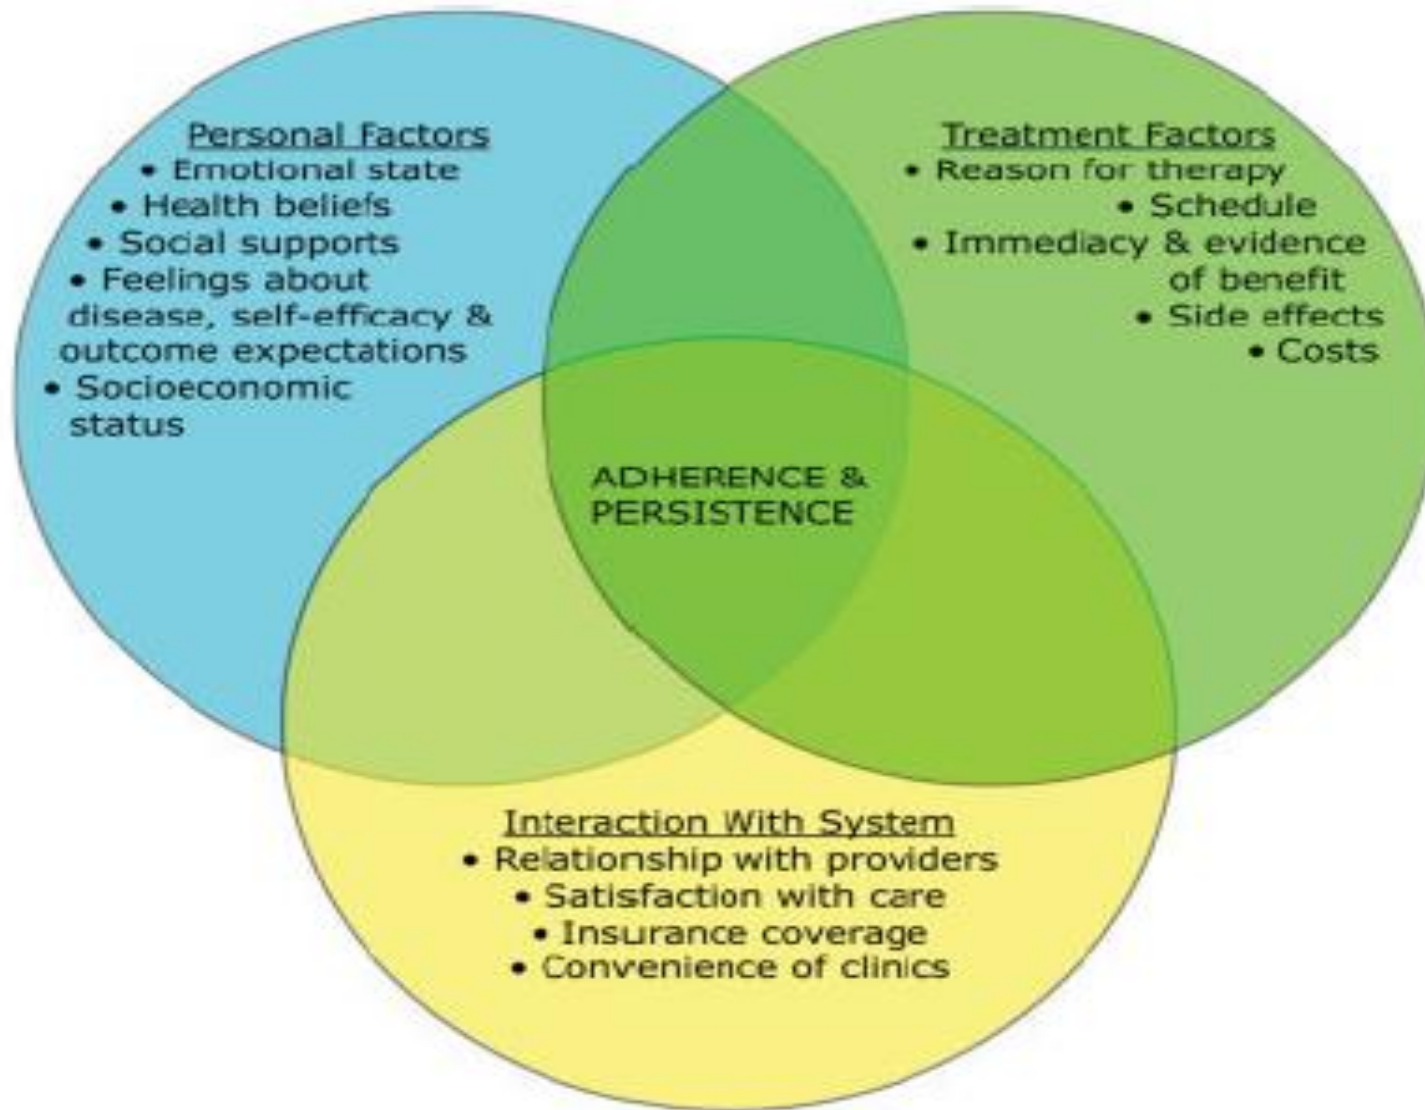 Personal Factors
• Emotional state
• Health beliefs
• Social supports
• Feelings about
disease, self-efficacy &
outcome expectations
• Socioeconomic
status
Treatment Factors
• Reason for therapy
• Schedule
• Immediacy & evidence
of benefit
• Side effects
• Costs
ADHERENCE &
PERSISTENCE
Interaction With System
• Relationship with providers
• Satisfaction with care
• Insurance coverage
• Convenience of clinics